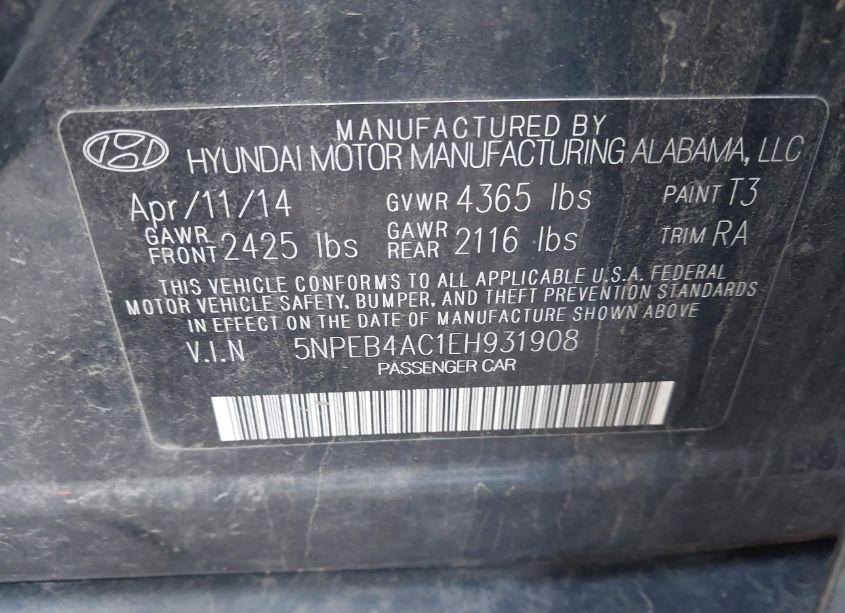 MANUFACTURED BY
HYUNDAI MOTOR MANUFACTURING ALABAMA, LLC
Apr/11/14 GVWR 4365 lbs PAINT T3
GAWR FRONT 2425 lbs GAWR REAR 2116 lbs TRIM RA
THIS VEHICLE CONFORMS TO ALL APPLICABLE U.S.A. FEDERAL
MOTOR VEHICLE SAFETY, BUMPER, AND THEFT PREVENTION STANDARDS
IN EFFECT ON THE DATE OF MANUFACTURE SHOWN ABOVE
V.I.N 5NPEB4AC1EH931908
PASSENGER CAR